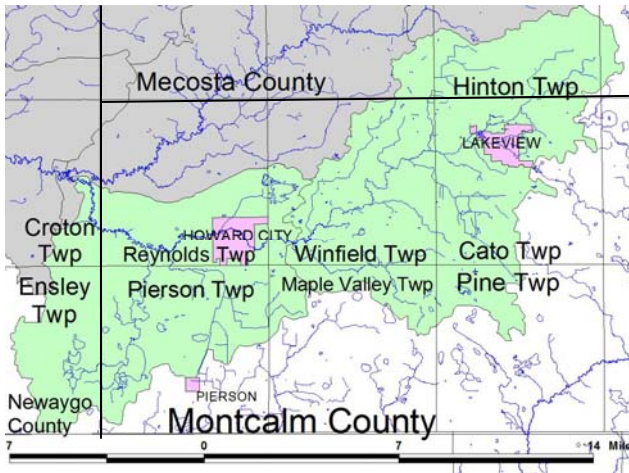 Mecosta County
Hinton Twp
LAKEVIEW
Croton
Twp
HOWARD CITY
Reynolds Twp
Winfield Twp
Cato Twp
Ensley
Twp
Pierson Twp
Maple Valley Twp
Pine Twp
PIERSON
Newaygo
County
Montcalm County
7 0 7 14 Miles